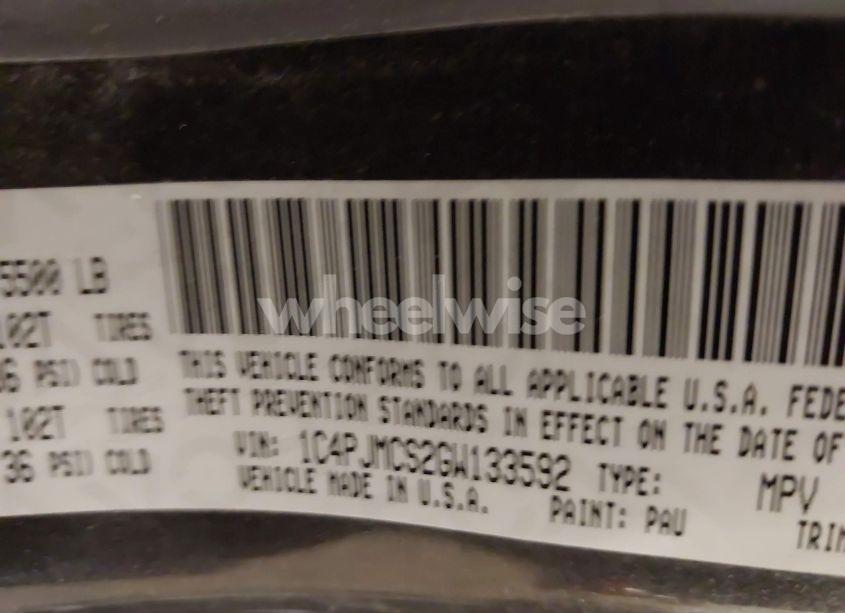 5500 LB
102T TIRES
36 PSI) COLD
102T TIRES
36 PSI) COLD
wheelwise
THIS VEHICLE CONFORMS TO ALL APPLICABLE U.S.A. FEDE
THEFT PREVENTION STANDARDS IN EFFECT ON THE DATE OF
VIN: 1C4PJMCS2GW133592 TYPE: MPV
VEHICLE MADE IN U.S.A. PAINT: PAU TRIM